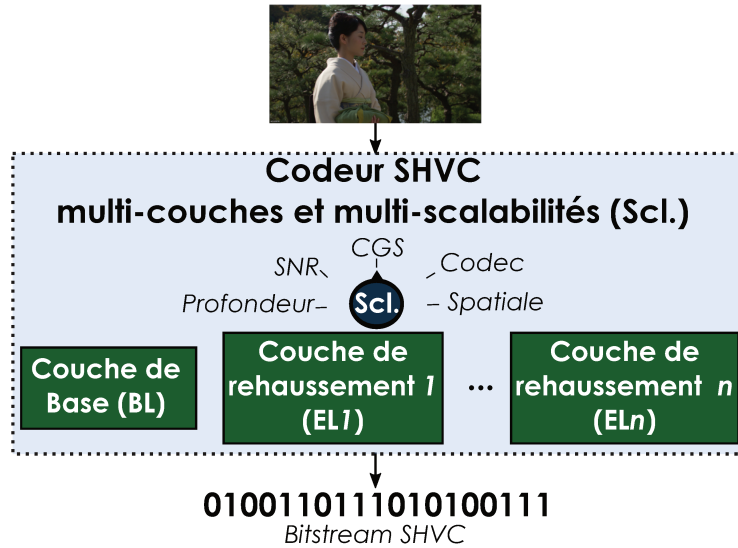 Codeur SHVC
multi-couches et multi-scalabilités (Scl.)
CGS
SNR
Codec
Profondeur
Scl.
Spatiale
Couche de
Base (BL)
Couche de
rehaussement 1
(EL1)
...
Couche de
rehaussement n
(ELn)
0100110111010100111
Bitstream SHVC